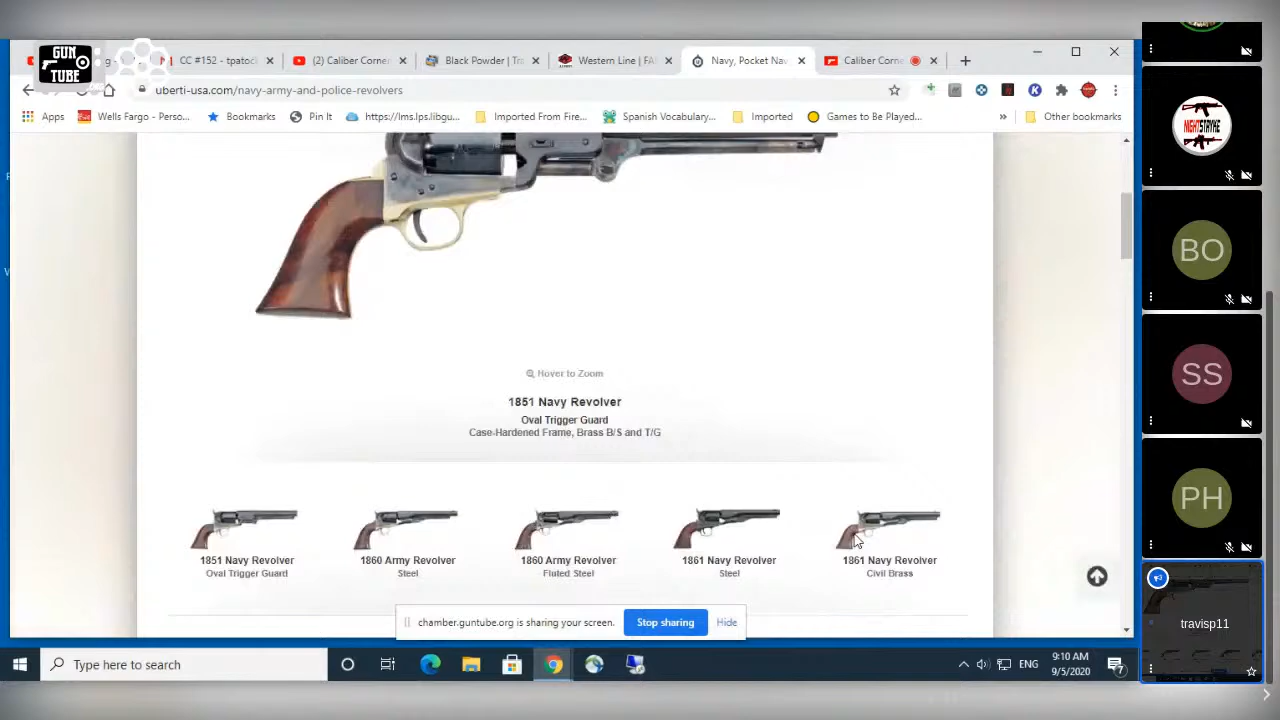 GUN
TUBE
CC #152 - tpatoc
(2) Caliber Corne
Black Powder | Tra
Western Line | FA
Navy, Pocket Nav
Caliber Corn
uberti-usa.com/navy-army-and-police-revolvers
Apps
Wells Fargo - Perso...
Bookmarks
Pin It
https://lms.lps.libgu...
Imported From Fire...
Spanish Vocabulary...
Imported
Games to Be Played...
»
Other bookmarks
Hover to Zoom
1851 Navy Revolver
Oval Trigger Guard
Case-Hardened Frame, Brass B/S and T/G
1851 Navy Revolver
Oval Trigger Guard
1860 Army Revolver
Steel
1860 Army Revolver
Fluted Steel
1861 Navy Revolver
Steel
1861 Navy Revolver
Civil Brass
chamber.guntube.org is sharing your screen.
Stop sharing
Hide
Type here to search
ENG
9:10 AM
9/5/2020
7
NIGHTSTRYKE
BO
SS
PH
travisp11